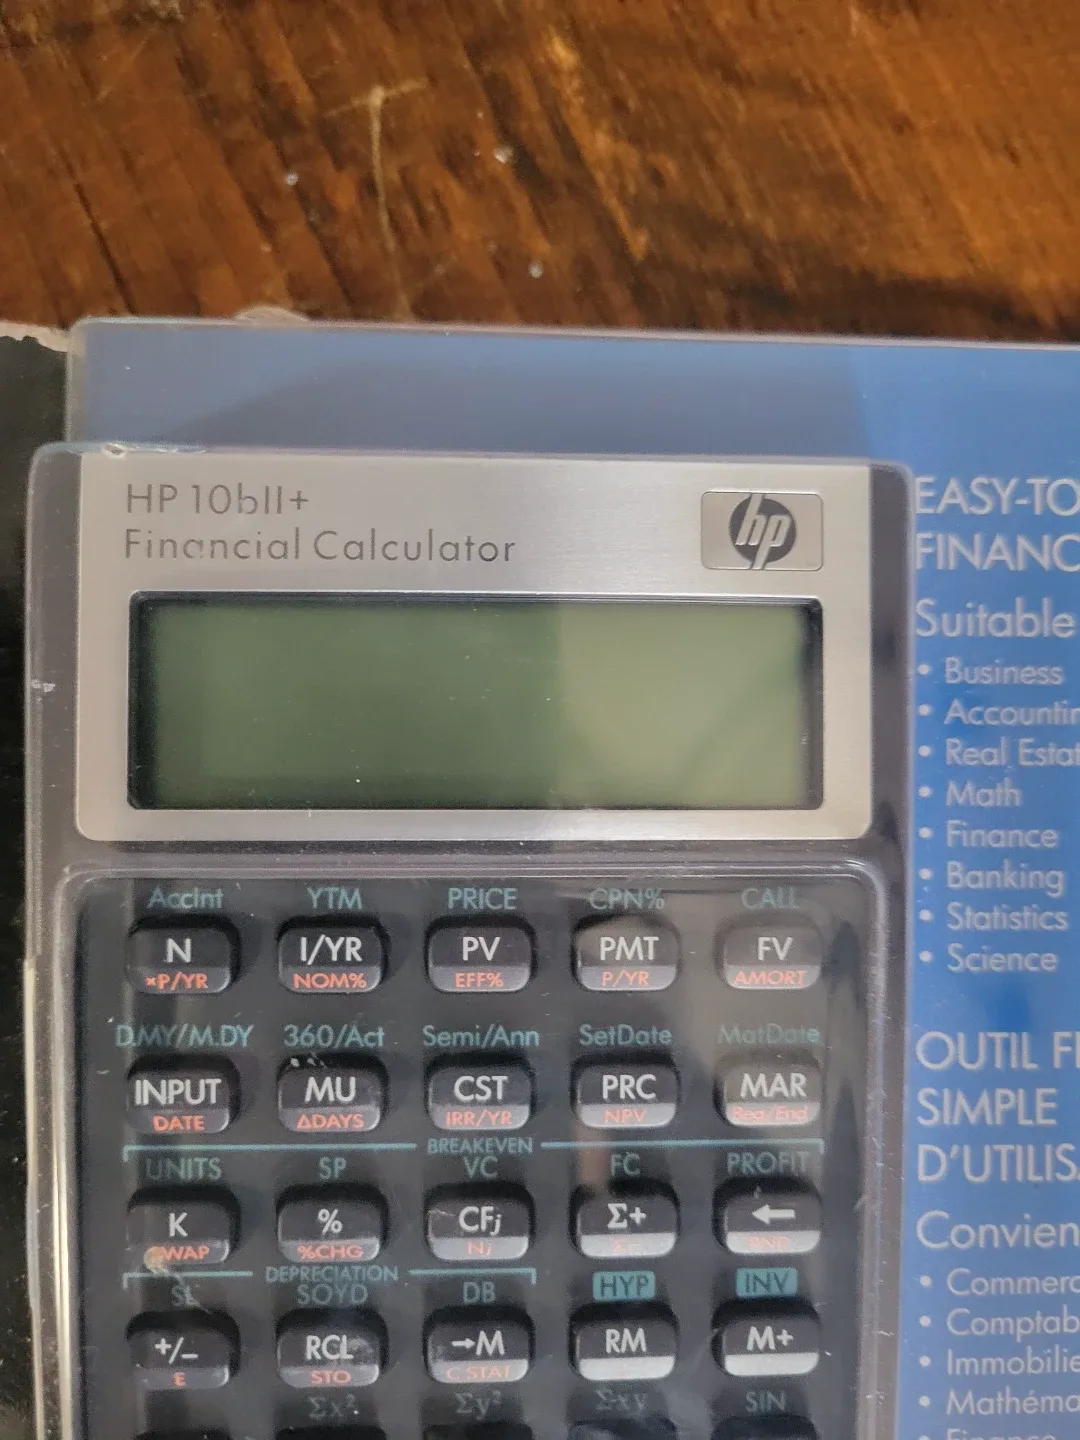 HP 10bII+
Financial Calculator
hp
AccInt YTM PRICE CPN% CALL
N I/YR PV PMT FV
×P/YR NOM% EFF% P/YR AMORT
D.MY/M.DY 360/Act Semi/Ann SetDate MatDate
INPUT MU CST PRC MAR
DATE ΔDAYS IRR/YR NPV Beg/End
BREAKEVEN
UNITS SP VC FC PROFIT
K % CFj Σ+ ←
SWAP %CHG Nj Σ- RND
DEPRECIATION
SL SOYD DB HYP INV
+/− RCL →M RM M+
E STO C STAT
Σx² Σy² Σxy SIN
EASY-TO
FINANC
Suitable
• Business
• Accountin
• Real Estat
• Math
• Finance
• Banking
• Statistics
• Science
OUTIL FI
SIMPLE
D'UTILIS
Convien
• Commerc
• Comptab
• Immobilie
• Mathéma
• Finance